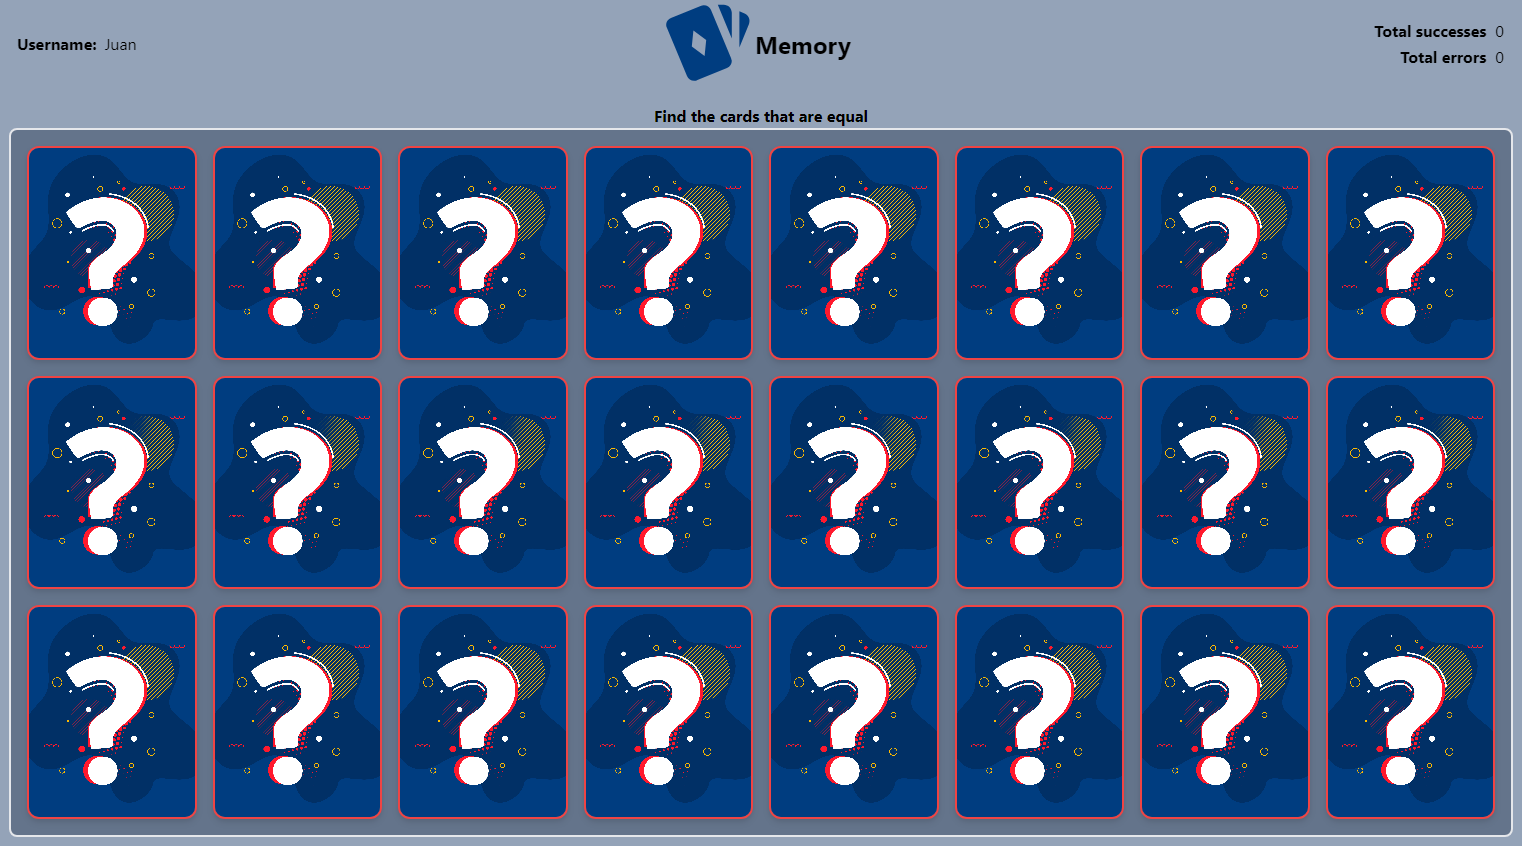 Username: Juan
Memory
Total successes 0
Total errors 0
Find the cards that are equal
? ? ? ? ? ? ? ?
? ? ? ? ? ? ? ?
? ? ? ? ? ? ? ?